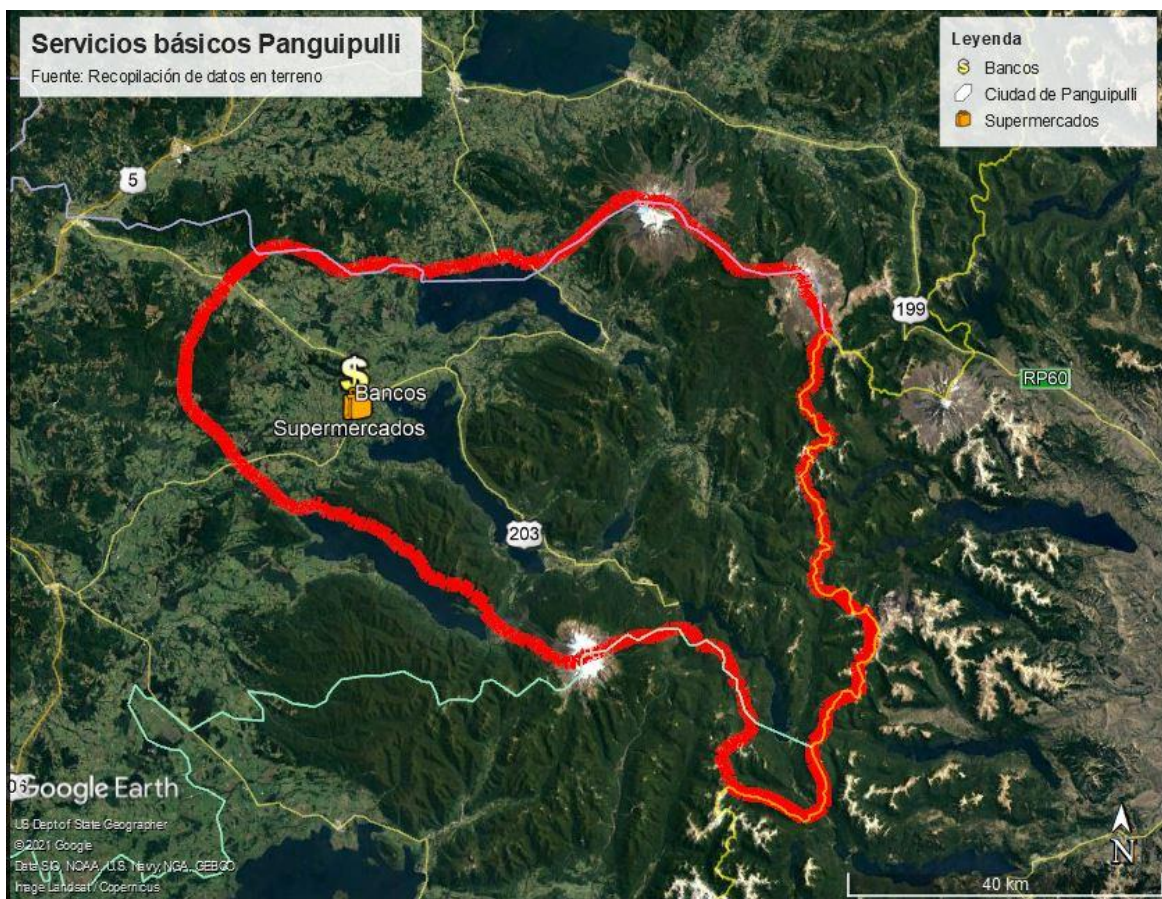 Servicios básicos Panguipulli
Fuente: Recopilación de datos en terreno
Leyenda
Bancos
Ciudad de Panguipulli
Supermercados
5
199
RP60
$
Bancos
Supermercados
203
06
Google Earth
US Dept of State Geographer
© 2021 Google
Data SIO, NOAA, U.S. Navy, NGA, GEBCO
Image Landsat / Copernicus
N
40 km